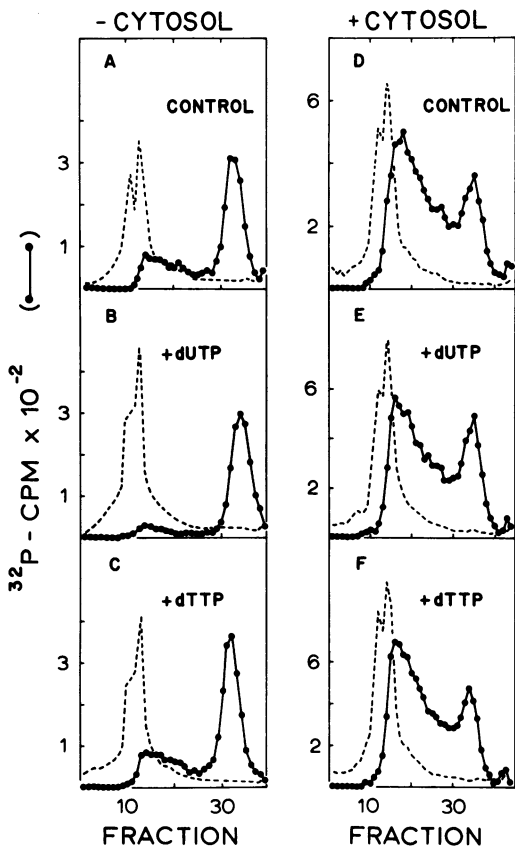 - CYTOSOL
+ CYTOSOL
A
CONTROL
3
1
D
CONTROL
6
2
B
+dUTP
3
1
E
+dUTP
6
2
C
+dTTP
3
1
F
+dTTP
6
2
10
30
10
30
FRACTION
FRACTION
32P - CPM x 10-2 (●—●)